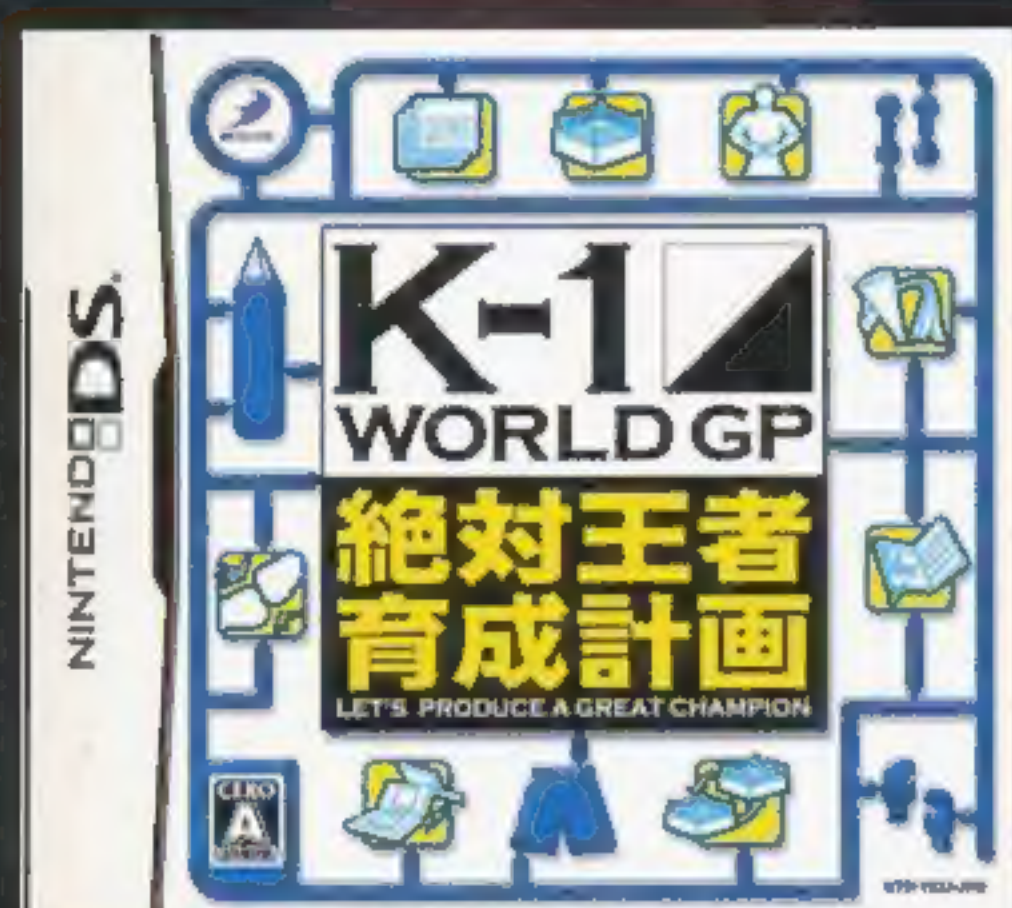 NINTENDO DS
K-1
WORLD GP
絶対王者
育成計画
LET'S PRODUCE A GREAT CHAMPION
CERO
A